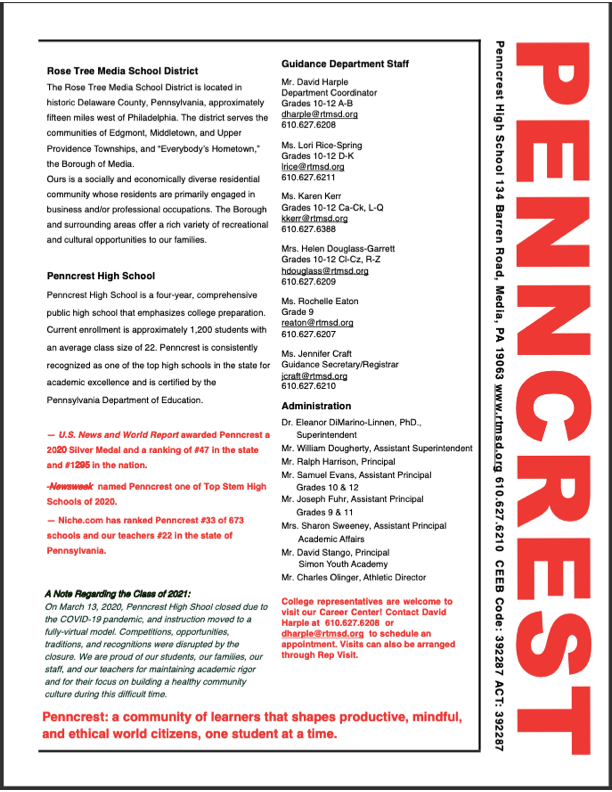 Rose Tree Media School District
The Rose Tree Media School District is located in
historic Delaware County, Pennsylvania, approximately
fifteen miles west of Philadelphia. The district serves the
communities of Edgmont, Middletown, and Upper
Providence Townships, and “Everybody’s Hometown,”
the Borough of Media.
Ours is a socially and economically diverse residential
community whose residents are primarily engaged in
business and/or professional occupations. The Borough
and surrounding areas offer a rich variety of recreational
and cultural opportunities to our families.
Penncrest High School
Penncrest High School is a four-year, comprehensive
public high school that emphasizes college preparation.
Current enrollment is approximately 1,200 students with
an average class size of 22. Penncrest is consistently
recognized as one of the top high schools in the state for
academic excellence and is certified by the
Pennsylvania Department of Education.
— U.S. News and World Report awarded Penncrest a
2020 Silver Medal and a ranking of #47 in the state
and #1295 in the nation.
-Newsweek named Penncrest one of Top Stem High
Schools of 2020.
— Niche.com has ranked Penncrest #33 of 673
schools and our teachers #22 in the state of
Pennsylvania.
A Note Regarding the Class of 2021:
On March 13, 2020, Penncrest High Shool closed due to
the COVID-19 pandemic, and instruction moved to a
fully-virtual model. Competitions, opportunities,
traditions, and recognitions were disrupted by the
closure. We are proud of our students, our families, our
staff, and our teachers for maintaining academic rigor
and for their focus on building a healthy community
culture during this difficult time.
Guidance Department Staff
Mr. David Harple
Department Coordinator
Grades 10-12 A-B
dharple@rtmsd.org
610.627.6208
Ms. Lori Rice-Spring
Grades 10-12 D-K
lrice@rtmsd.org
610.627.6211
Ms. Karen Kerr
Grades 10-12 Ca-Ck, L-Q
kkerr@rtmsd.org
610.627.6388
Mrs. Helen Douglass-Garrett
Grades 10-12 Cl-Cz, R-Z
hdouglass@rtmsd.org
610.627.6209
Ms. Rochelle Eaton
Grade 9
reaton@rtmsd.org
610.627.6207
Ms. Jennifer Craft
Guidance Secretary/Registrar
jcraft@rtmsd.org
610.627.6210
Administration
Dr. Eleanor DiMarino-Linnen, PhD.,
Superintendent
Mr. William Dougherty, Assistant Superintendent
Mr. Ralph Harrison, Principal
Mr. Samuel Evans, Assistant Principal
Grades 10 & 12
Mr. Joseph Fuhr, Assistant Principal
Grades 9 & 11
Mrs. Sharon Sweeney, Assistant Principal
Academic Affairs
Mr. David Stango, Principal
Simon Youth Academy
Mr. Charles Olinger, Athletic Director
College representatives are welcome to
visit our Career Center! Contact David
Harple at 610.627.6208 or
dharple@rtmsd.org to schedule an
appointment. Visits can also be arranged
through Rep Visit.
Penncrest: a community of learners that shapes productive, mindful,
and ethical world citizens, one student at a time.
Penncrest High School 134 Barren Road, Media, PA 19063 www.rtmsd.org 610.627.6210 CEEB Code: 392287 ACT: 392287
PENNCREST